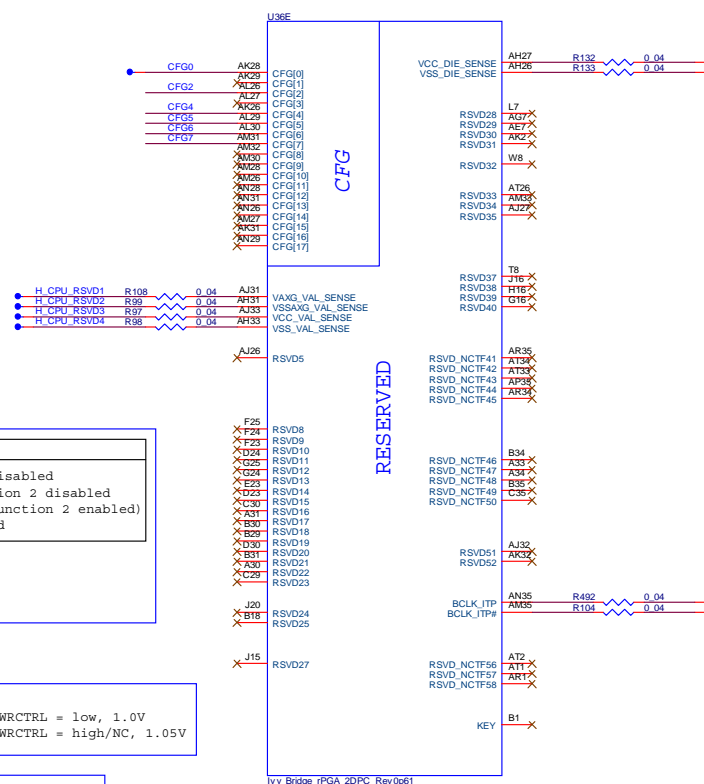 U36E
CFG0 AK28 CFG[0]
AK29 CFG[1]
CFG2 AL26 CFG[2]
AL27 CFG[3]
CFG4 AK26 CFG[4]
CFG5 AL29 CFG[5]
CFG6 AL30 CFG[6]
CFG7 AM31 CFG[7]
AM32 CFG[8]
AM30 CFG[9]
AM28 CFG[10]
AM26 CFG[11]
AN28 CFG[12]
AN31 CFG[13]
AN26 CFG[14]
AM27 CFG[15]
AK31 CFG[16]
AN29 CFG[17]
CFG
H_CPU_RSVD1 R108 0_04 AJ31 VAXG_VAL_SENSE
H_CPU_RSVD2 R99 0_04 AH31 VSSAXG_VAL_SENSE
H_CPU_RSVD3 R97 0_04 AJ33 VCC_VAL_SENSE
H_CPU_RSVD4 R98 0_04 AH33 VSS_VAL_SENSE
AJ26 RSVD5
F25 RSVD8
F24 RSVD9
F23 RSVD10
D24 RSVD11
G25 RSVD12
G24 RSVD13
E23 RSVD14
D23 RSVD15
C30 RSVD16
A31 RSVD17
B30 RSVD18
B29 RSVD19
D30 RSVD20
B31 RSVD21
A30 RSVD22
C29 RSVD23
J20 RSVD24
B18 RSVD25
J15 RSVD27
RESERVED
VCC_DIE_SENSE AH27 R132 0_04
VSS_DIE_SENSE AH26 R133 0_04
RSVD28 L7
RSVD29 AG7
RSVD30 AE7
RSVD31 AK2
RSVD32 W8
RSVD33 AT26
RSVD34 AM33
RSVD35 AJ27
RSVD37 T8
RSVD38 J16
RSVD39 H16
RSVD40 G16
RSVD_NCTF41 AR35
RSVD_NCTF42 AT34
RSVD_NCTF43 AT33
RSVD_NCTF44 AP35
RSVD_NCTF45 AR34
RSVD_NCTF46 B34
RSVD_NCTF47 A33
RSVD_NCTF48 A34
RSVD_NCTF49 B35
RSVD_NCTF50 C35
RSVD51 AJ32
RSVD52 AK32
BCLK_ITP AN35 R492 0_04
BCLK_ITP# AM35 R104 0_04
RSVD_NCTF56 AT2
RSVD_NCTF57 AT1
RSVD_NCTF58 AR1
KEY B1
isabled
ion 2 disabled
unction 2 enabled)
d
WRCTRL = low, 1.0V
WRCTRL = high/NC, 1.05V
Ivy_Bridge_rPGA_2DPC_Rev0p61